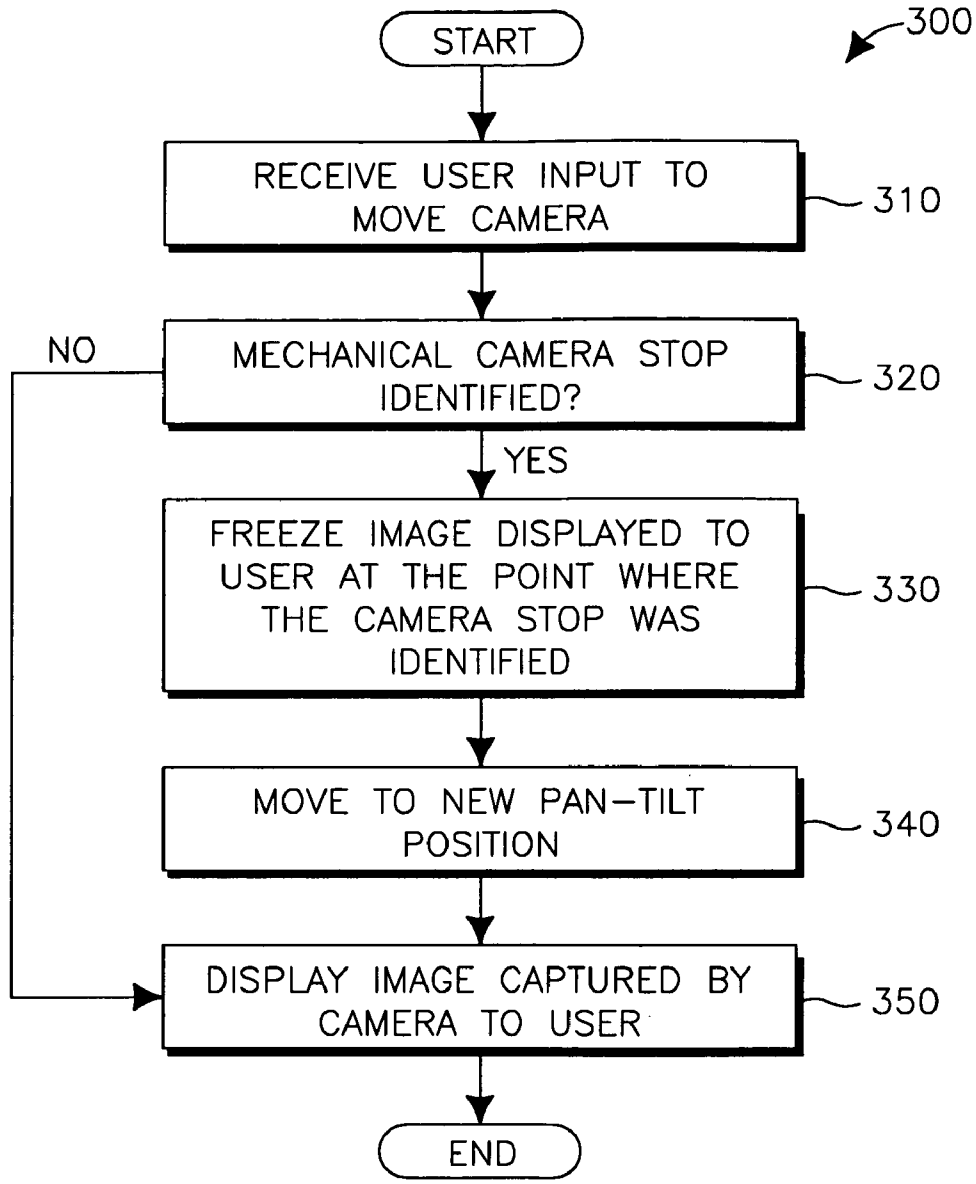 START
300
RECEIVE USER INPUT TO
MOVE CAMERA
310
MECHANICAL CAMERA STOP
IDENTIFIED?
320
NO
YES
FREEZE IMAGE DISPLAYED TO
USER AT THE POINT WHERE
THE CAMERA STOP WAS
IDENTIFIED
330
MOVE TO NEW PAN-TILT
POSITION
340
DISPLAY IMAGE CAPTURED BY
CAMERA TO USER
350
END